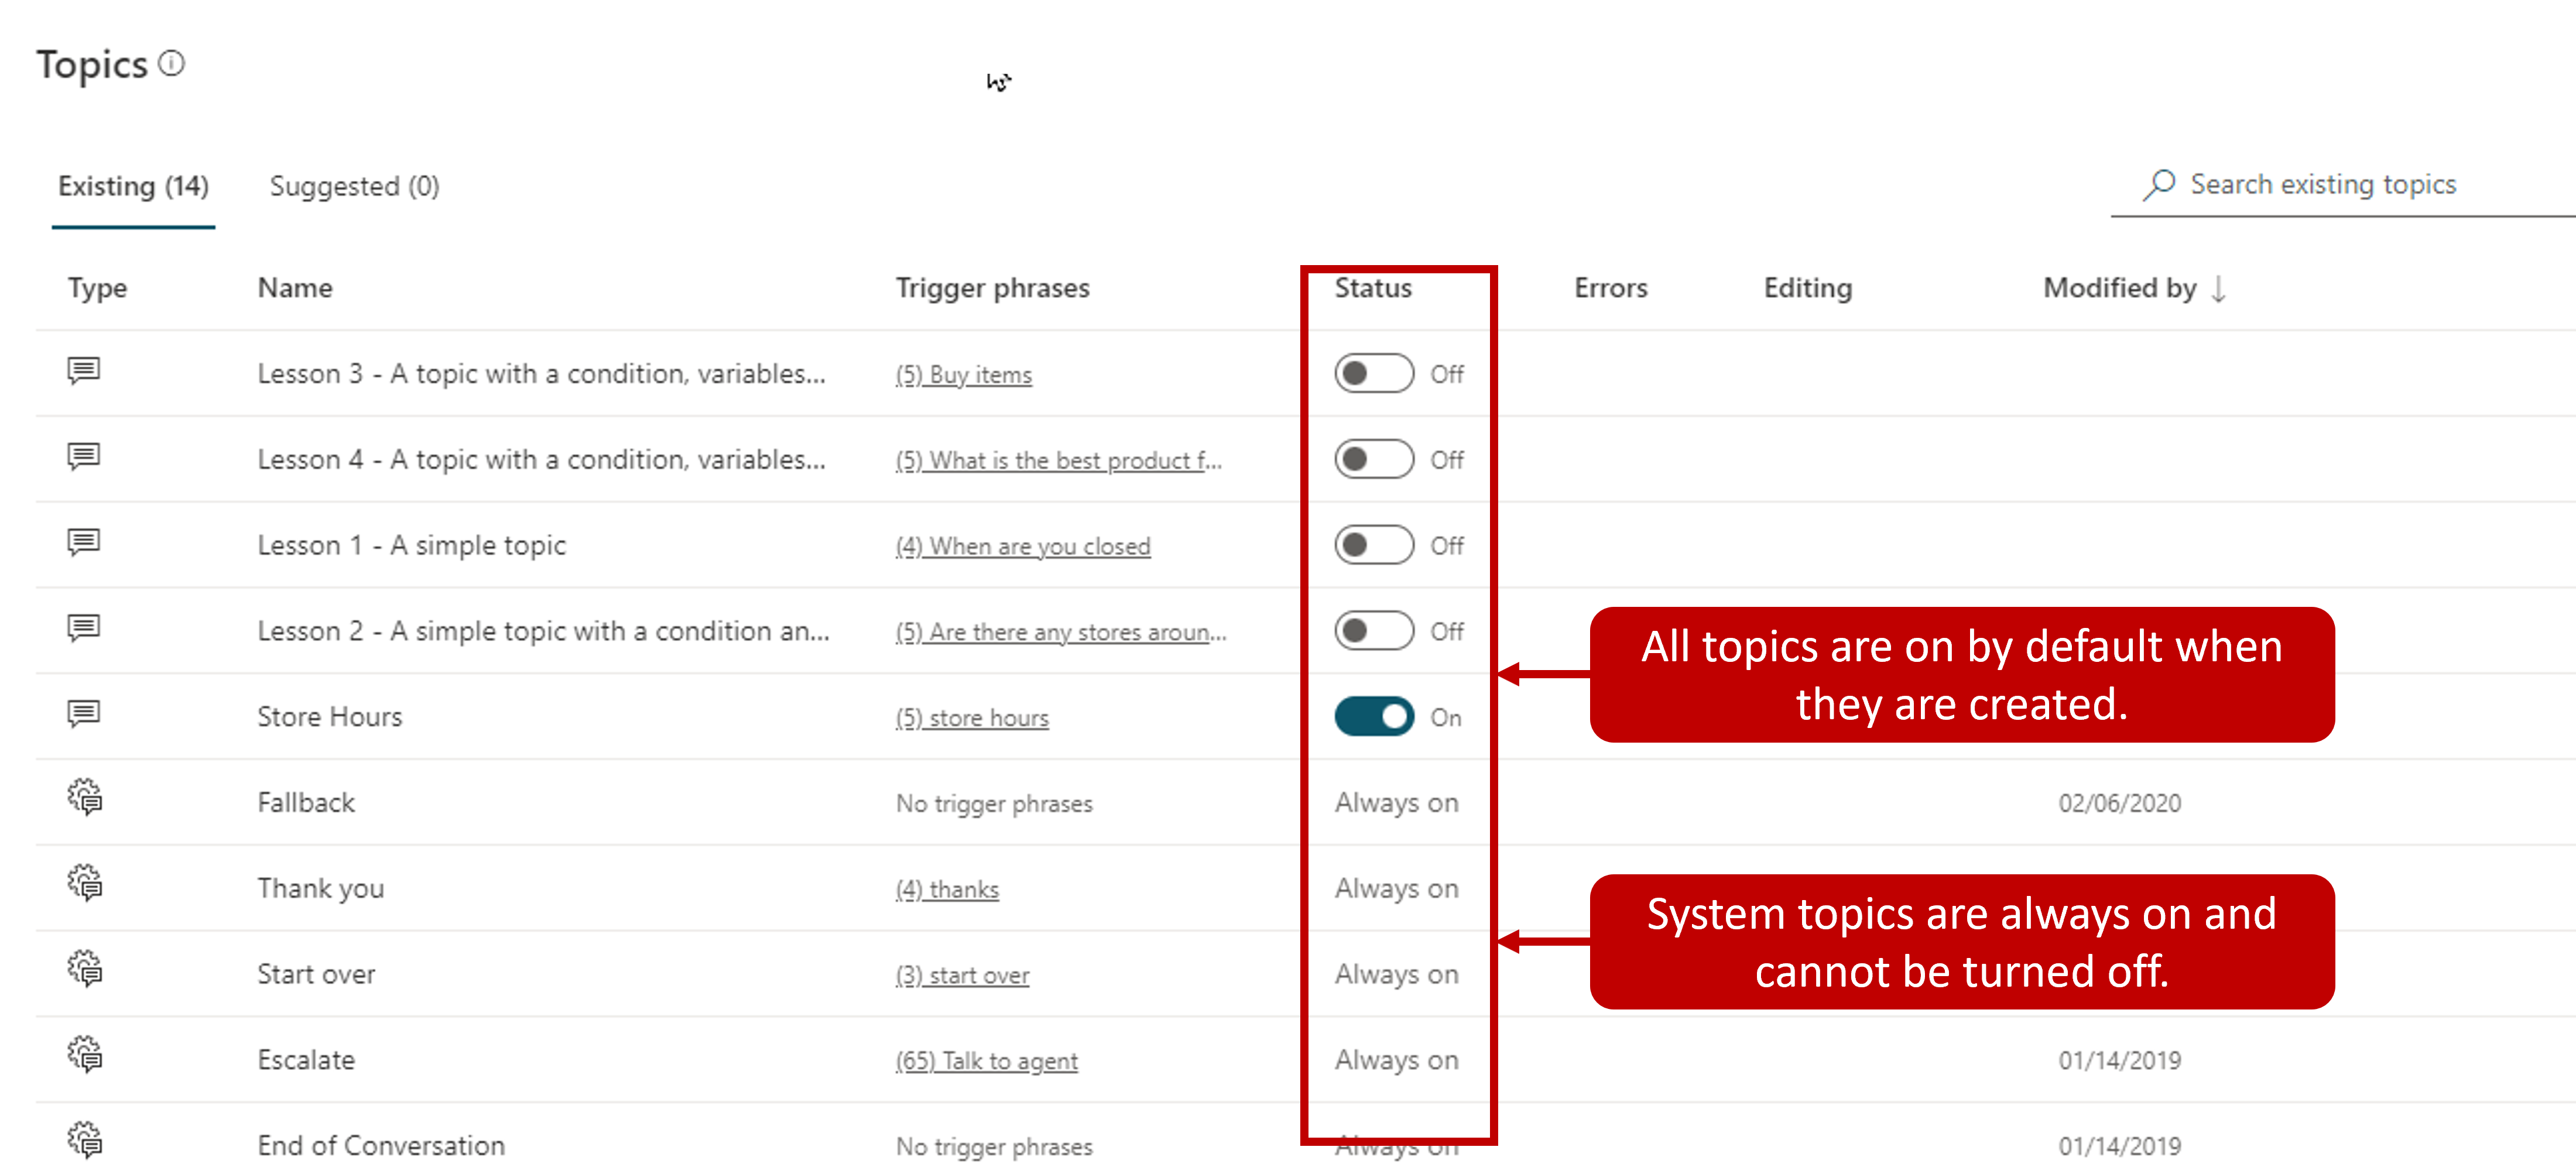 Topics
Existing (14) Suggested (0) Search existing topics
Type Name Trigger phrases Status Errors Editing Modified by ↓
Lesson 3 - A topic with a condition, variables... (5) Buy items Off
Lesson 4 - A topic with a condition, variables... (5) What is the best product f... Off
Lesson 1 - A simple topic (4) When are you closed Off
Lesson 2 - A simple topic with a condition an... (5) Are there any stores aroun... Off
All topics are on by default when
they are created.
Store Hours (5) store hours On
Fallback No trigger phrases Always on 02/06/2020
Thank you (4) thanks Always on
System topics are always on and
cannot be turned off.
Start over (3) start over Always on
Escalate (65) Talk to agent Always on 01/14/2019
End of Conversation No trigger phrases Always on 01/14/2019